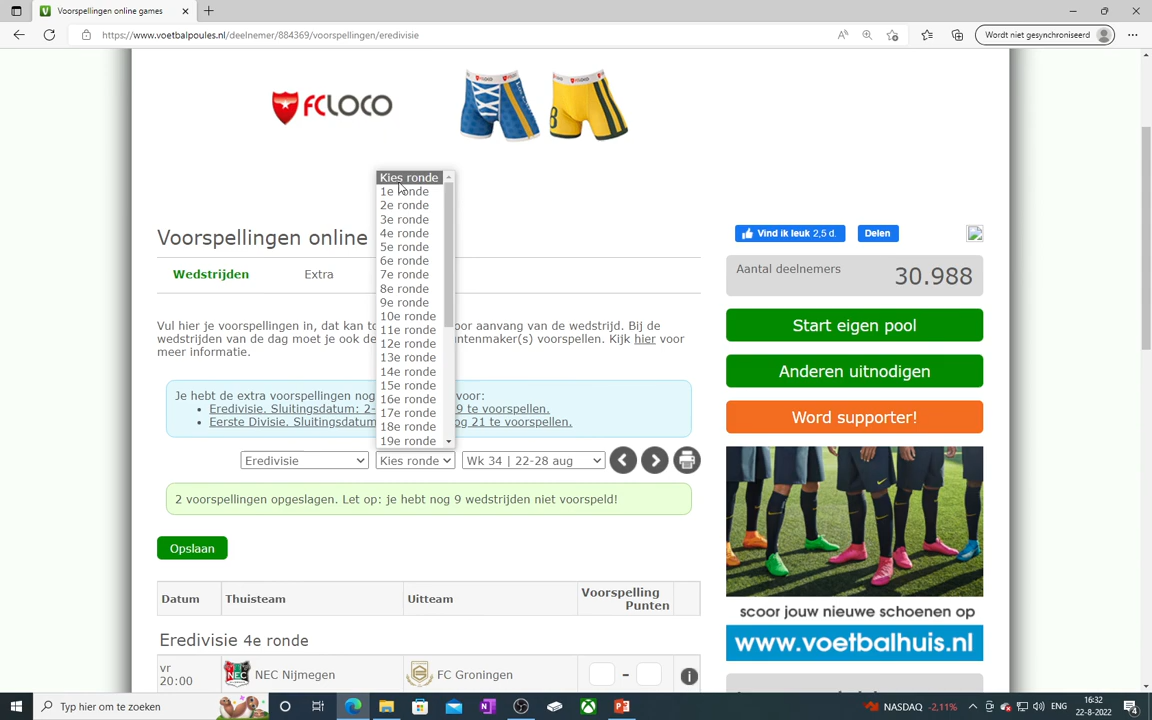 Voorspellingen online games
https://www.voetbalpoules.nl/deelnemer/884369/voorspellingen/eredivisie
Wordt niet gesynchroniseerd
FCLOCO
Kies ronde
1e ronde
2e ronde
3e ronde
4e ronde
5e ronde
6e ronde
7e ronde
8e ronde
9e ronde
10e ronde
11e ronde
12e ronde
13e ronde
14e ronde
15e ronde
16e ronde
17e ronde
18e ronde
19e ronde
Voorspellingen online
Wedstrijden Extra
Vul hier je voorspellingen in, dat kan to oor aanvang van de wedstrijd. Bij de
wedstrijden van de dag moet je ook de untenmaker(s) voorspellen. Kijk hier voor
meer informatie.
Je hebt de extra voorspellingen nog voor:
Eredivisie. Sluitingsdatum: 2- 9 te voorspellen.
Eerste Divisie. Sluitingsdatum og 21 te voorspellen.
Eredivisie Kies ronde Wk 34 | 22-28 aug
2 voorspellingen opgeslagen. Let op: je hebt nog 9 wedstrijden niet voorspeld!
Opslaan
Datum Thuisteam Uitteam Voorspelling
Punten
Eredivisie 4e ronde
vr
20:00 NEC Nijmegen FC Groningen -
Vind ik leuk 2,5 d. Delen
Aantal deelnemers 30.988
Start eigen pool
Anderen uitnodigen
Word supporter!
scoor jouw nieuwe schoenen op
www.voetbalhuis.nl
Typ hier om te zoeken
NASDAQ -2,11% ENG
16:32
22-8-2022
4